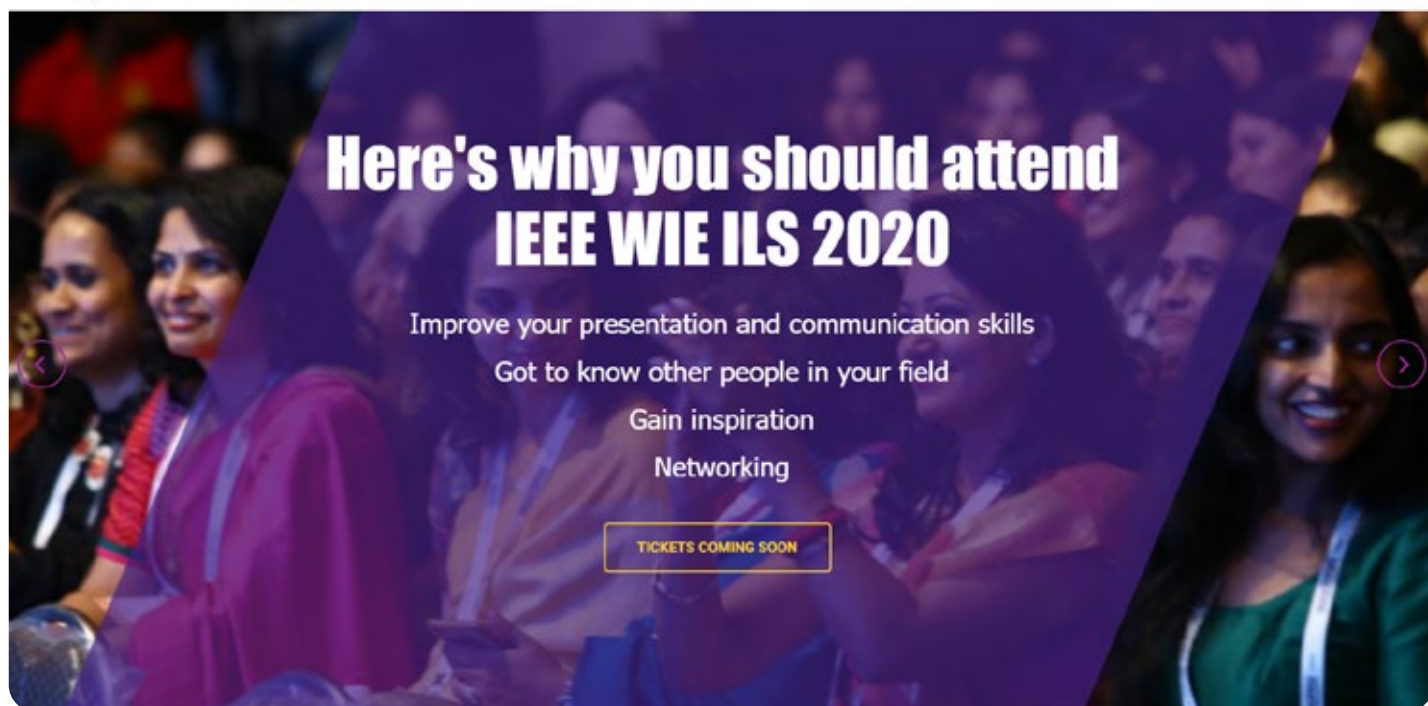 Here's why you should attend
IEEE WIE ILS 2020
Improve your presentation and communication skills
Got to know other people in your field
Gain inspiration
Networking
TICKETS COMING SOON